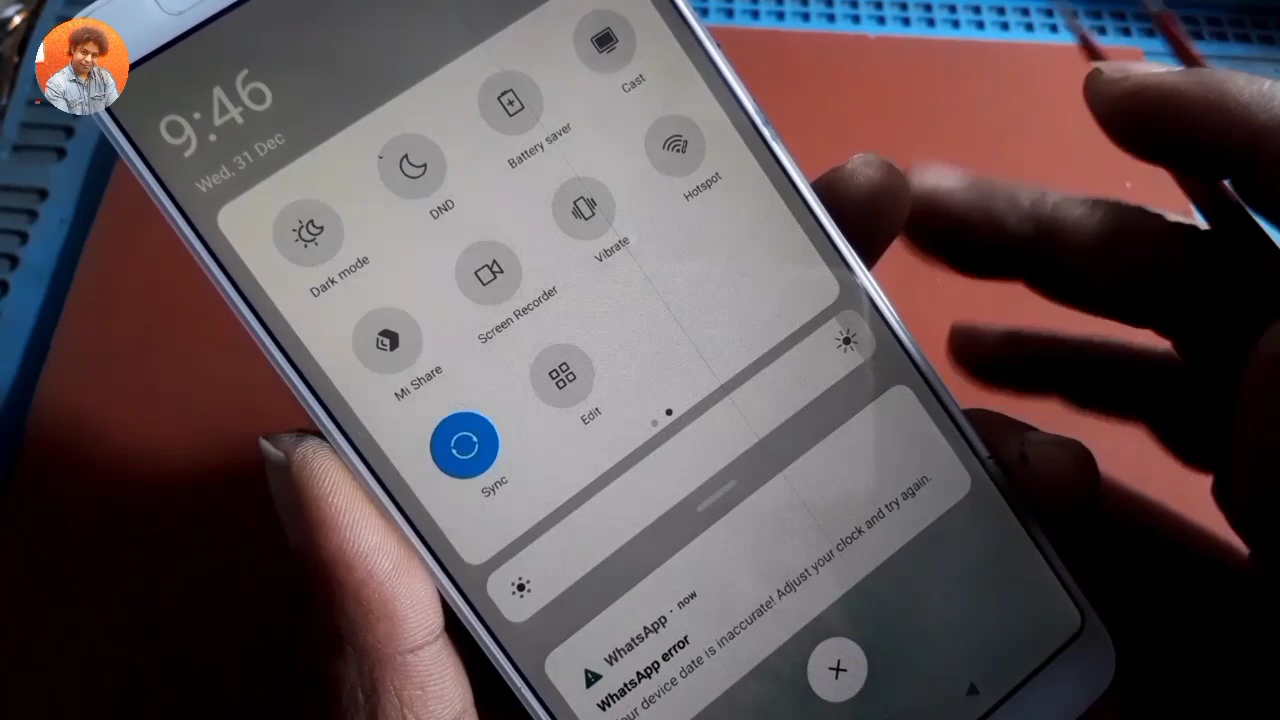 9:46
Wed, 31 Dec
Dark mode
DND
Battery saver
Cast
Mi Share
Screen Recorder
Vibrate
Hotspot
Sync
Edit
WhatsApp · now
WhatsApp error
Your device date is inaccurate! Adjust your clock and try again.